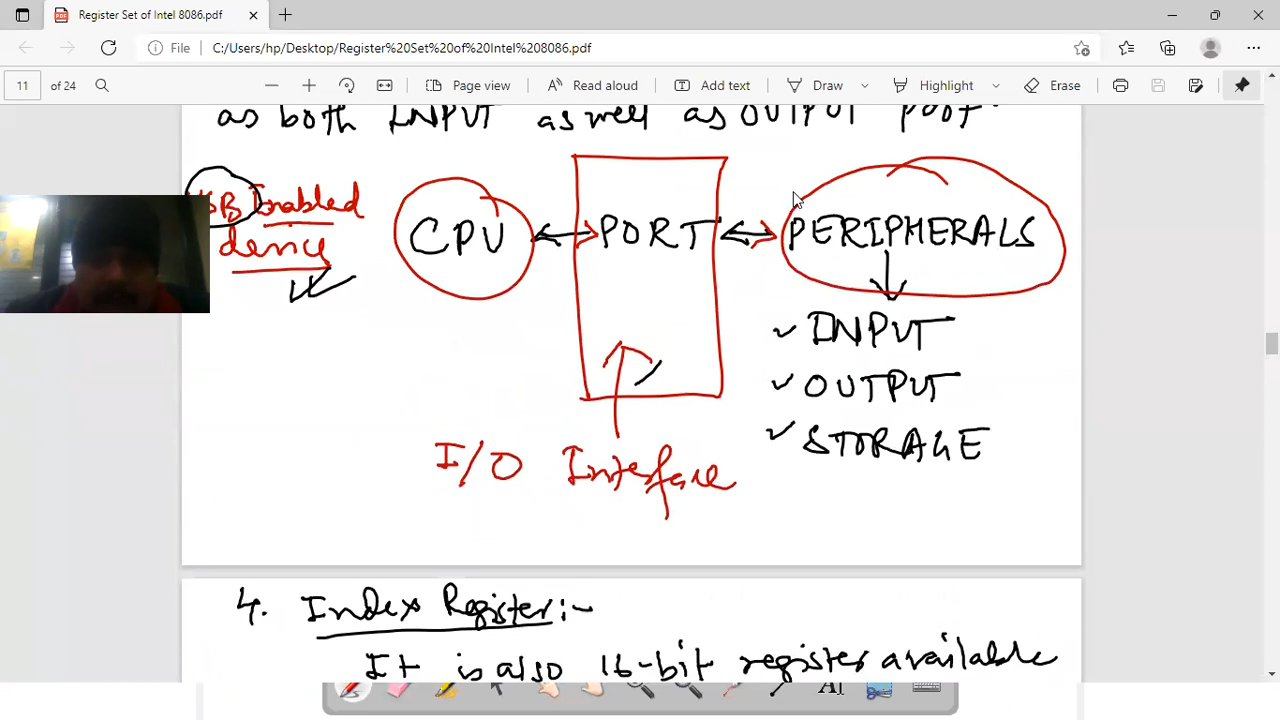 Register Set of Intel 8086.pdf
File C:/Users/hp/Desktop/Register%20Set%20of%20Intel%208086.pdf
11 of 24 Page view Read aloud Add text Draw Highlight Erase
as both INPUT as well as OUTPUT port
Enabled
device
CPU PORT PERIPHERALS
INPUT
OUTPUT
STORAGE
I/O Interface
4. Index Register:-
It is also 16-bit register available